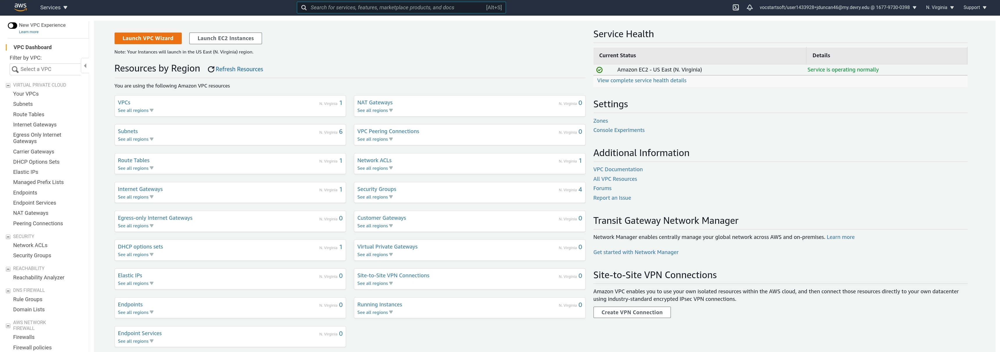 aws
Services
Search for services, features, marketplace products, and docs
[Alt+S]
vocstartsoft/user1433928=jduncan46@my.devry.edu @ 1677-9730-0398
N. Virginia
Support
New VPC Experience
Learn more
VPC Dashboard
Filter by VPC:
Select a VPC
VIRTUAL PRIVATE CLOUD
Your VPCs
Subnets
Route Tables
Internet Gateways
Egress Only Internet
Gateways
Carrier Gateways
DHCP Options Sets
Elastic IPs
Managed Prefix Lists
Endpoints
Endpoint Services
NAT Gateways
Peering Connections
SECURITY
Network ACLs
Security Groups
REACHABILITY
Reachability Analyzer
DNS FIREWALL
Rule Groups
Domain Lists
AWS NETWORK
FIREWALL
Firewalls
Firewall policies
Launch VPC Wizard
Launch EC2 Instances
Note: Your Instances will launch in the US East (N. Virginia) region.
Resources by Region
Refresh Resources
You are using the following Amazon VPC resources
VPCs
N. Virginia 1
See all regions
NAT Gateways
N. Virginia 0
See all regions
Subnets
N. Virginia 6
See all regions
VPC Peering Connections
N. Virginia 0
See all regions
Route Tables
N. Virginia 1
See all regions
Network ACLs
N. Virginia 1
See all regions
Internet Gateways
N. Virginia 1
See all regions
Security Groups
N. Virginia 4
See all regions
Egress-only Internet Gateways
N. Virginia 0
See all regions
Customer Gateways
N. Virginia 0
See all regions
DHCP options sets
N. Virginia 1
See all regions
Virtual Private Gateways
N. Virginia 0
See all regions
Elastic IPs
N. Virginia 0
See all regions
Site-to-Site VPN Connections
N. Virginia 0
See all regions
Endpoints
N. Virginia 0
See all regions
Running Instances
N. Virginia 0
See all regions
Endpoint Services
N. Virginia 0
See all regions
Service Health
Current Status
Details
Amazon EC2 - US East (N. Virginia)
Service is operating normally
View complete service health details
Settings
Zones
Console Experiments
Additional Information
VPC Documentation
All VPC Resources
Forums
Report an Issue
Transit Gateway Network Manager
Network Manager enables centrally manage your global network across AWS and on-premises. Learn more
Get started with Network Manager
Site-to-Site VPN Connections
Amazon VPC enables you to use your own isolated resources within the AWS cloud, and then connect those resources directly to your own datacenter
using industry-standard encrypted IPsec VPN connections.
Create VPN Connection